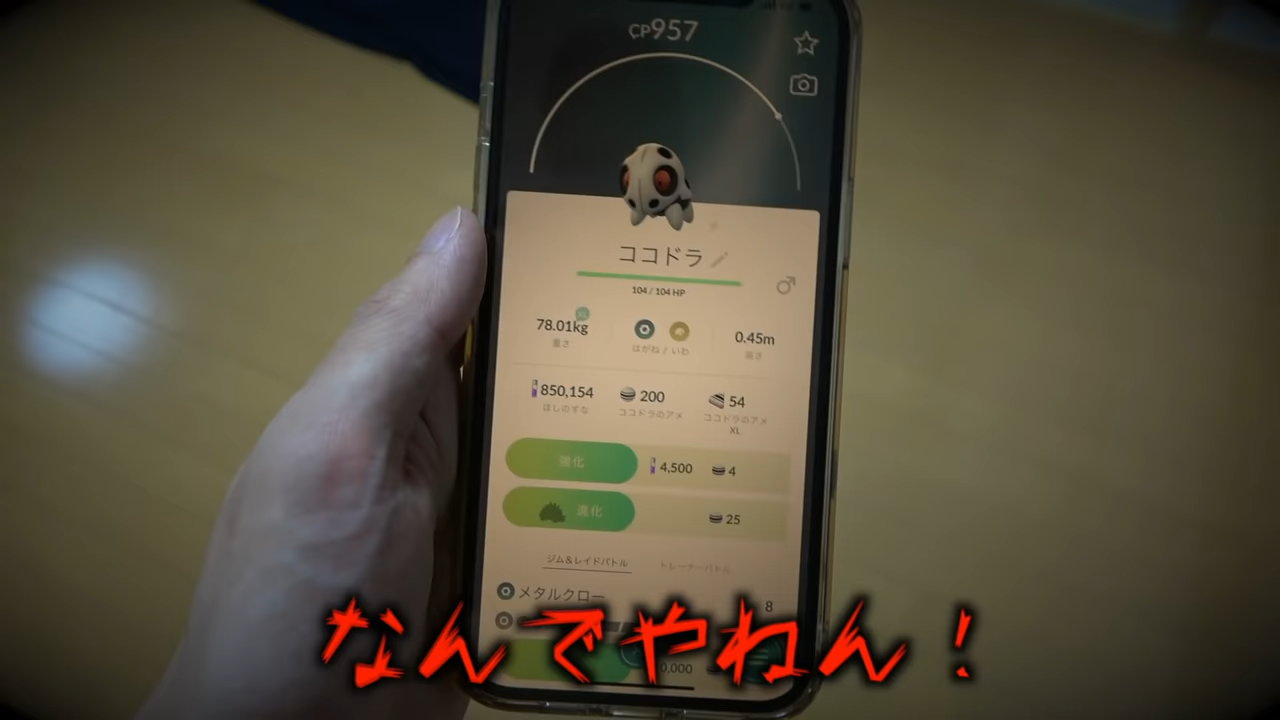 CP957
ココドラ
104 / 104 HP
78.01kg
重さ
はがね / いわ
0.45m
高さ
850,154
ほしのすな
200
ココドラのアメ
54
ココドラのアメ
XL
強化
4,500
4
進化
25
ジム&レイドバトル
トレーナーバトル
メタルクロー
8
0,000
なんでやねん！